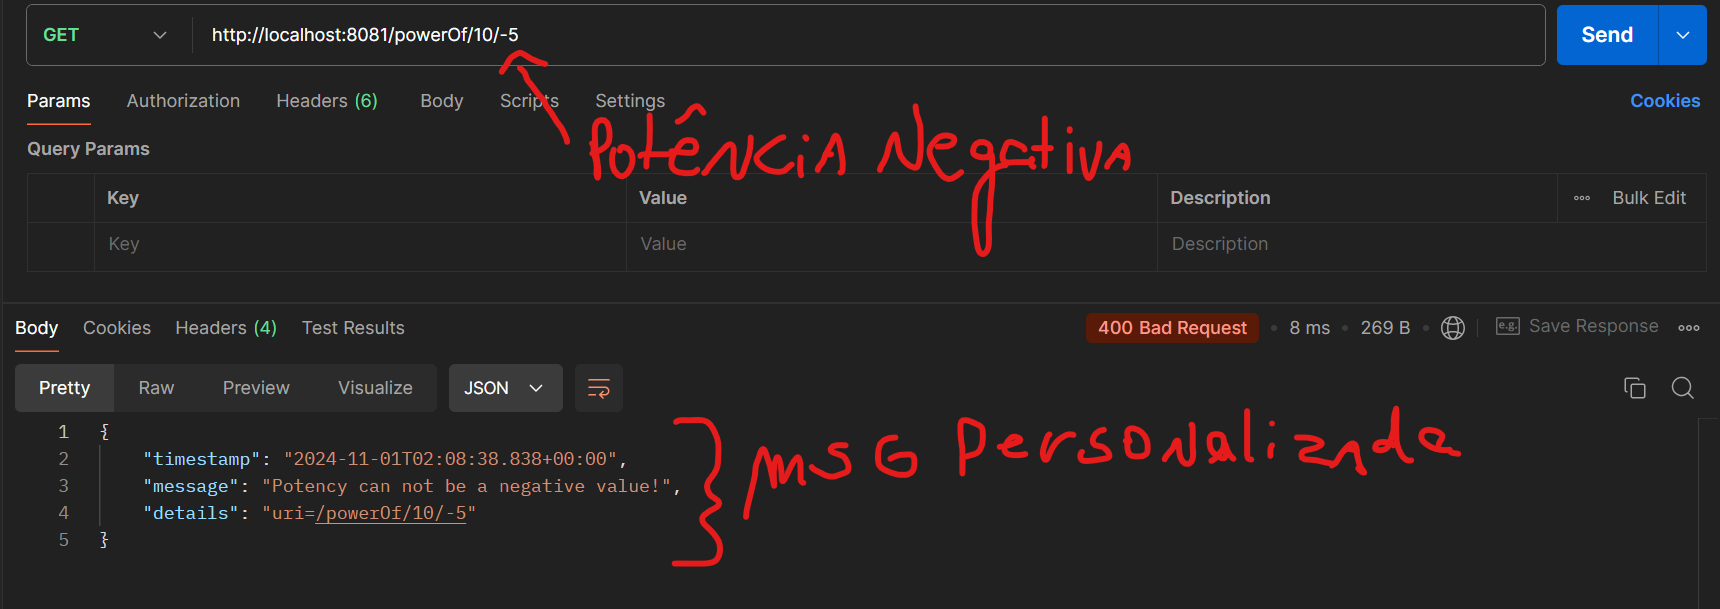 GET http://localhost:8081/powerOf/10/-5 Send
Params Authorization Headers (6) Body Scripts Settings Cookies
Potência Negativa
Query Params
Key Value Description Bulk Edit
Key Value Description
Body Cookies Headers (4) Test Results 400 Bad Request 8 ms 269 B e.g. Save Response
Pretty Raw Preview Visualize JSON
1 {
2 "timestamp": "2024-11-01T02:08:38.838+00:00",
3 "message": "Potency can not be a negative value!",
4 "details": "uri=/powerOf/10/-5"
5 }
MSG Personalizada